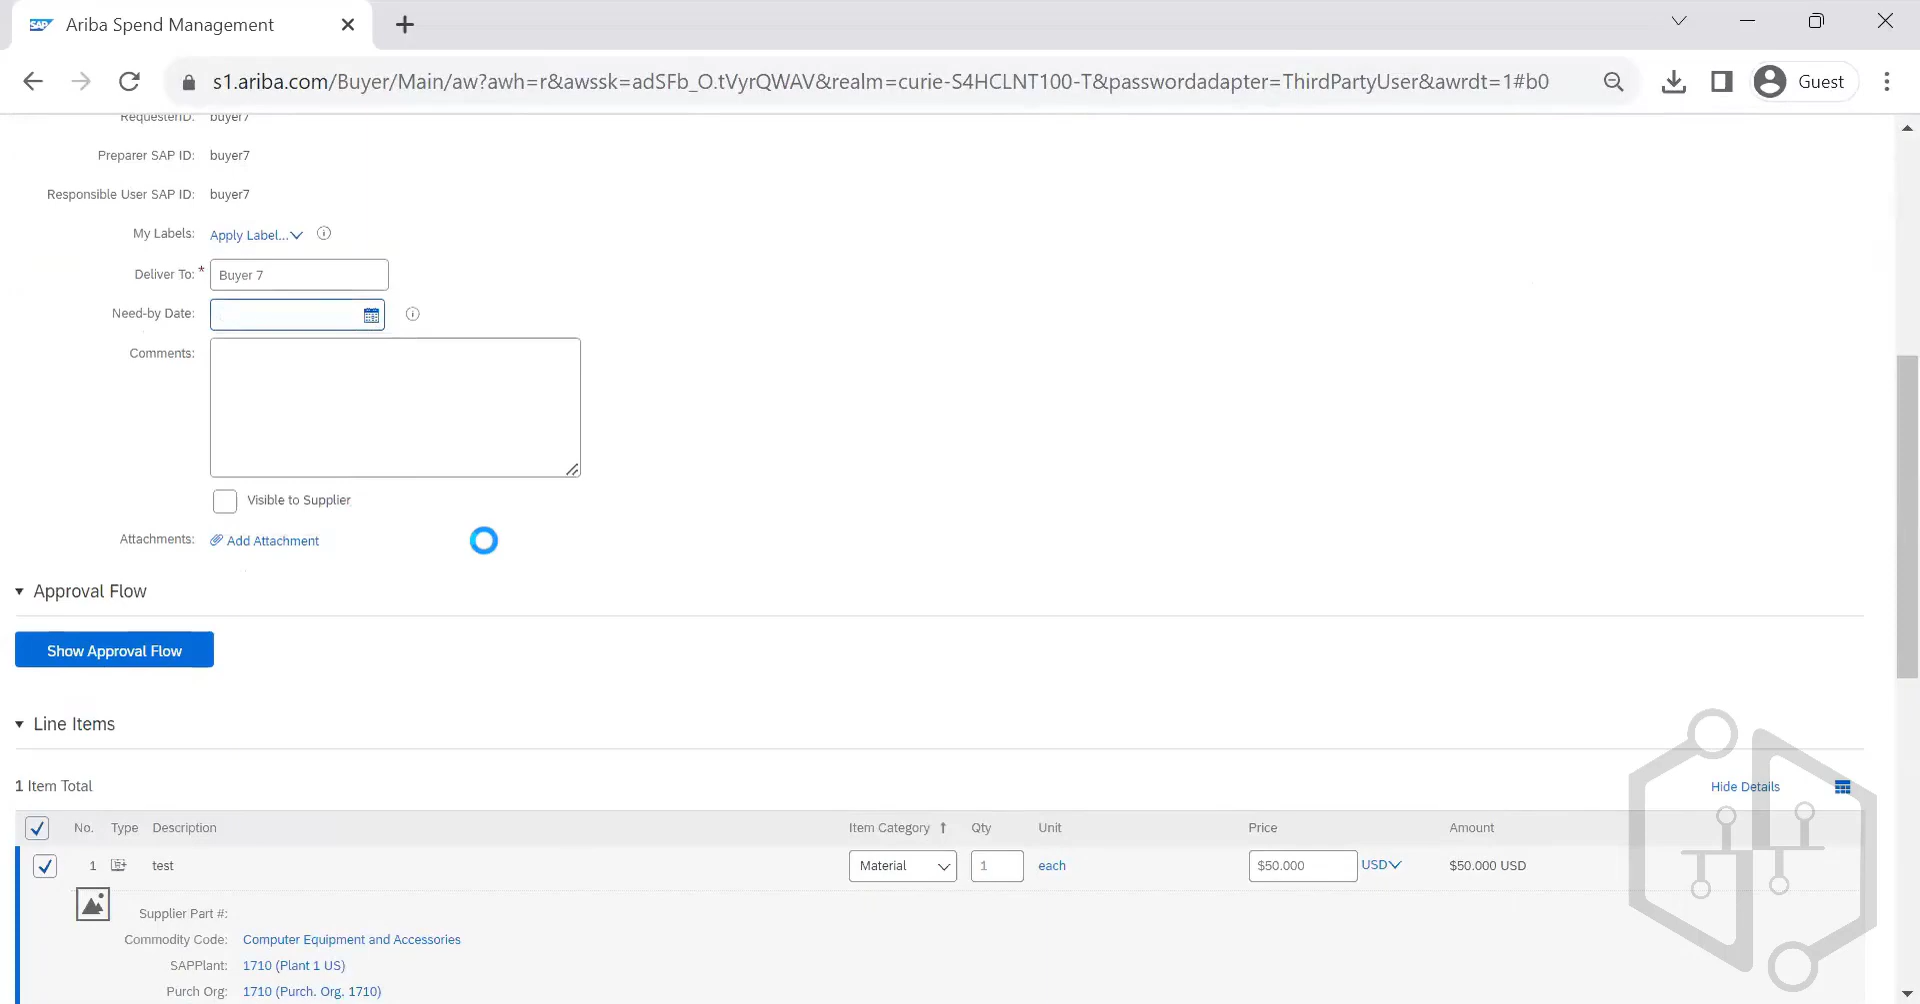 SAP Ariba Spend Management
s1.ariba.com/Buyer/Main/aw?awh=r&awssk=adSFb_O.tVyrQWAV&realm=curie-S4HCLNT100-T&passwordadapter=ThirdPartyUser&awrdt=1#b0 Guest
RequesterID: buyer7
Preparer SAP ID: buyer7
Responsible User SAP ID: buyer7
My Labels: Apply Label...
Deliver To: * Buyer 7
Need-by Date:
Comments:
Visible to Supplier
Attachments: Add Attachment
Approval Flow
Show Approval Flow
Line Items
1 Item Total Hide Details
No. Type Description Item Category ↑ Qty Unit Price Amount
1 test Material 1 each $50.000 USD $50.000 USD
Supplier Part #:
Commodity Code: Computer Equipment and Accessories
SAPPlant: 1710 (Plant 1 US)
Purch Org: 1710 (Purch. Org. 1710)